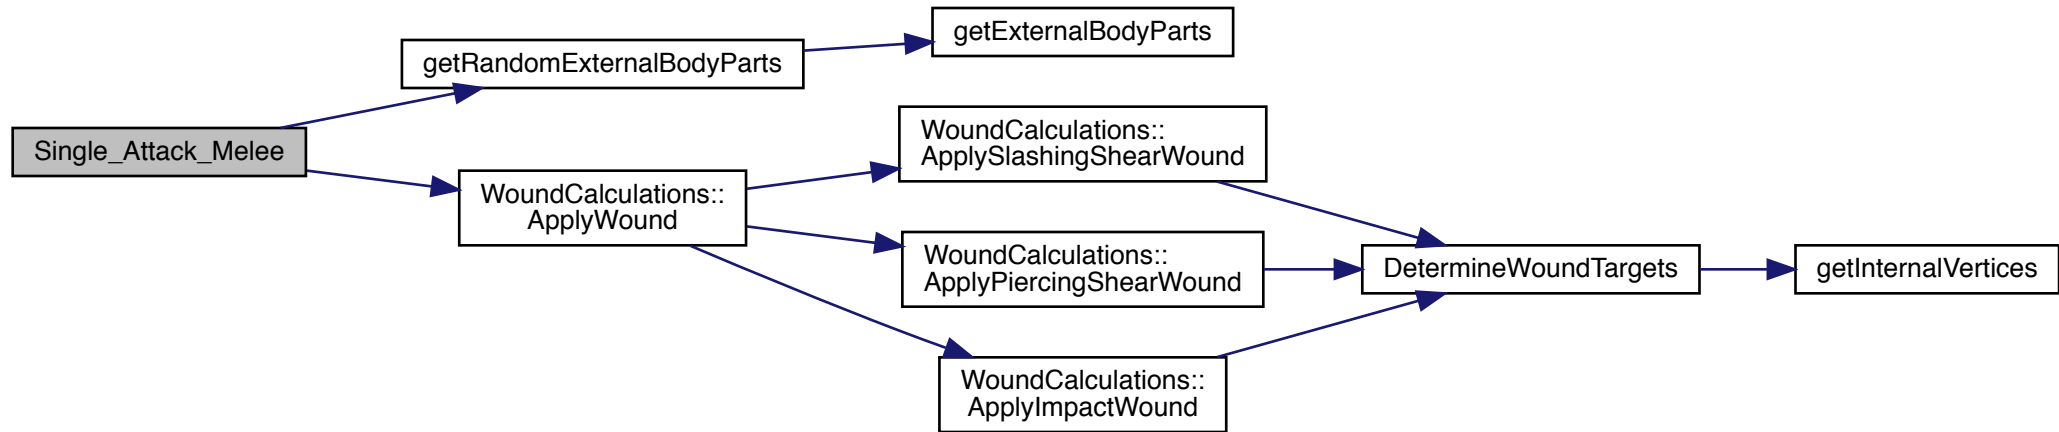 getExternalBodyParts
getRandomExternalBodyParts
Single_Attack_Melee
WoundCalculations::
ApplySlashingShearWound
WoundCalculations::
ApplyWound
WoundCalculations::
ApplyPiercingShearWound
DetermineWoundTargets
getInternalVertices
WoundCalculations::
ApplyImpactWound